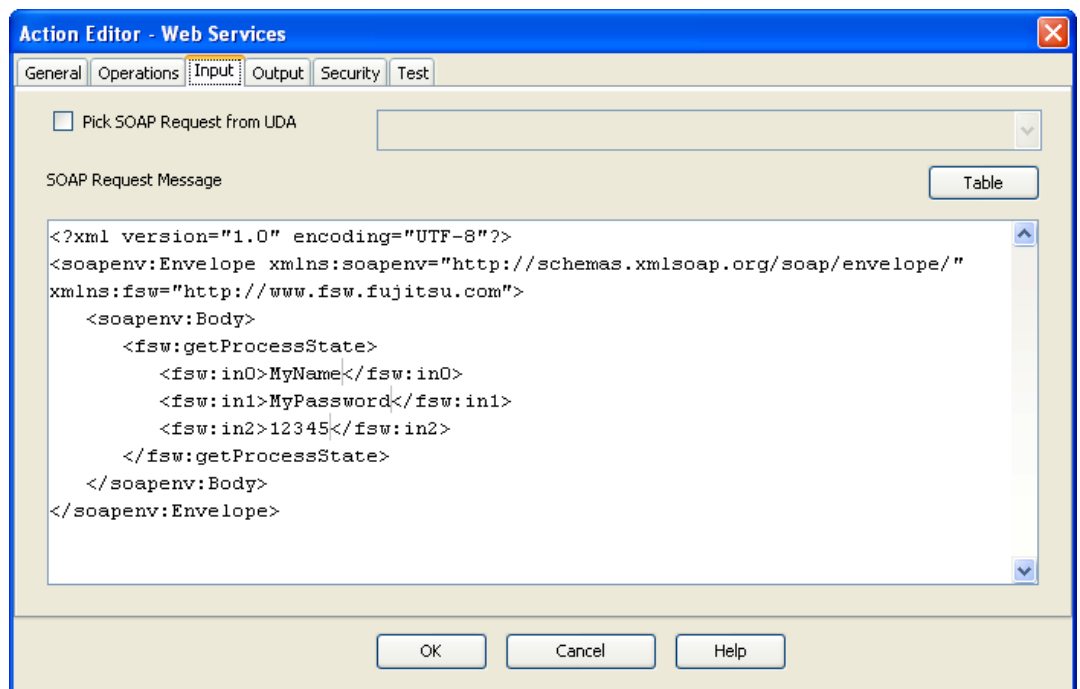 Action Editor - Web Services
General Operations Input Output Security Test
Pick SOAP Request from UDA
SOAP Request Message
Table
<?xml version="1.0" encoding="UTF-8"?>
<soapenv:Envelope xmlns:soapenv="http://schemas.xmlsoap.org/soap/envelope/"
xmlns:fsw="http://www.fsw.fujitsu.com">
<soapenv:Body>
<fsw:getProcessState>
<fsw:in0>MyName</fsw:in0>
<fsw:in1>MyPassword</fsw:in1>
<fsw:in2>12345</fsw:in2>
</fsw:getProcessState>
</soapenv:Body>
</soapenv:Envelope>
OK Cancel Help